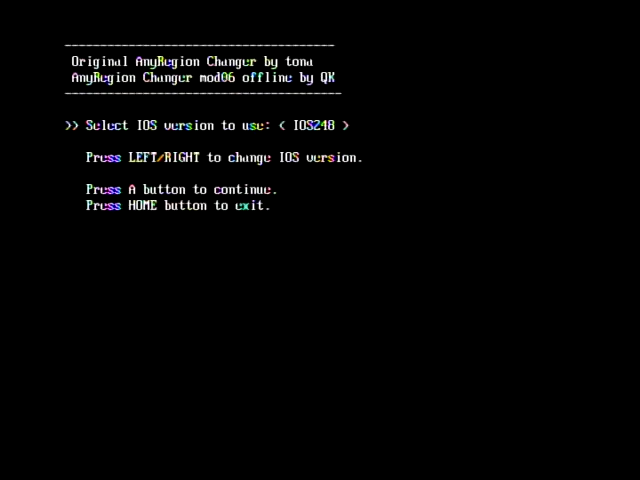 ----------------------------------------
Original AnyRegion Changer by tona
AnyRegion Changer mod06 offline by QK
-----------------------------------------
>> Select IOS version to use: < IOS248 >
Press LEFT/RIGHT to change IOS version.
Press A button to continue.
Press HOME button to exit.